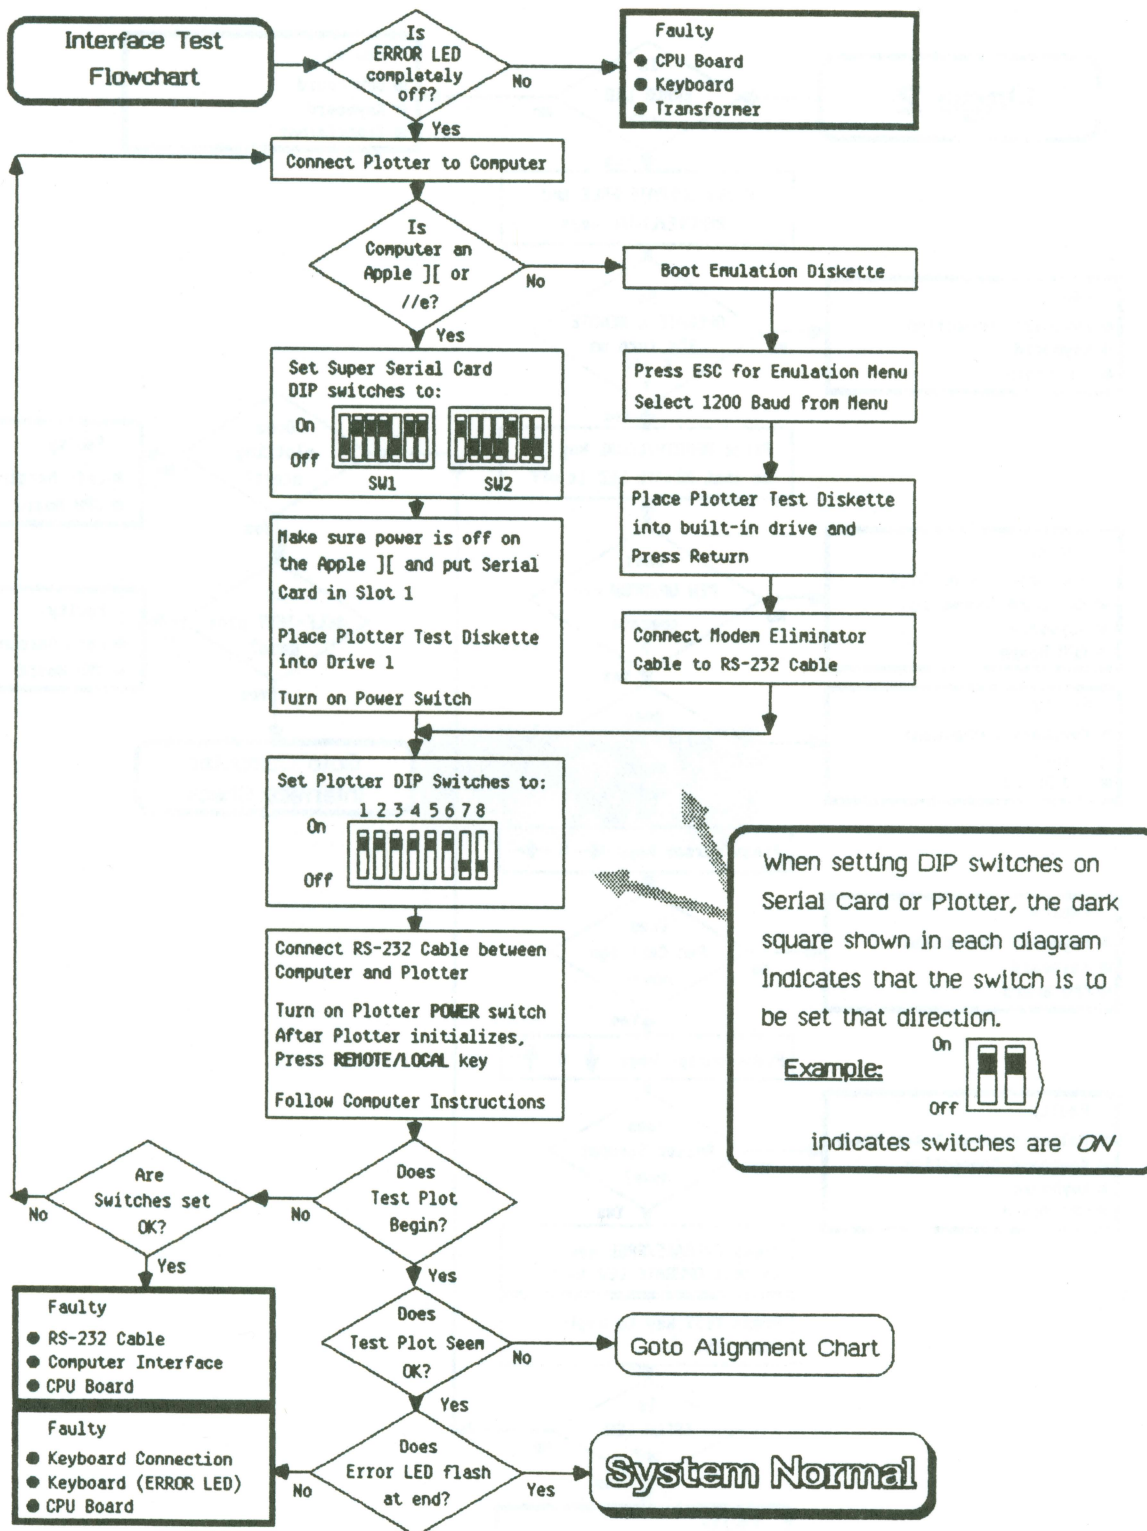 Interface Test
Flowchart
Is
ERROR LED
completely
off?
No
Yes
Faulty
● CPU Board
● Keyboard
● Transformer
Connect Plotter to Computer
Is
Computer an
Apple ][ or
//e?
No
Yes
Boot Emulation Diskette
Press ESC for Emulation Menu
Select 1200 Baud from Menu
Place Plotter Test Diskette
into built-in drive and
Press Return
Connect Modem Eliminator
Cable to RS-232 Cable
Set Super Serial Card
DIP switches to:
On
Off
SW1 SW2
Make sure power is off on
the Apple ][ and put Serial
Card in Slot 1
Place Plotter Test Diskette
into Drive 1
Turn on Power Switch
Set Plotter DIP Switches to:
1 2 3 4 5 6 7 8
On
Off
When setting DIP switches on
Serial Card or Plotter, the dark
square shown in each diagram
indicates that the switch is to
be set that direction.
On
Example:
Off
indicates switches are ON
Connect RS-232 Cable between
Computer and Plotter
Turn on Plotter POWER switch
After Plotter initializes,
Press REMOTE/LOCAL key
Follow Computer Instructions
Does
Test Plot
Begin?
No
Yes
Are
Switches set
OK?
No
Yes
Faulty
● RS-232 Cable
● Computer Interface
● CPU Board
Does
Test Plot Seem
OK?
No
Yes
Goto Alignment Chart
Does
Error LED flash
at end?
No
Yes
Faulty
● Keyboard Connection
● Keyboard (ERROR LED)
● CPU Board
System Normal